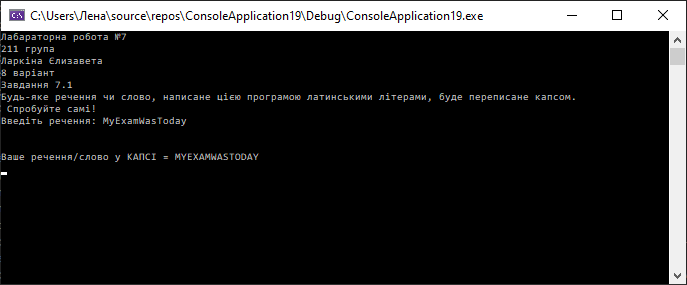 C:\Users\Лена\source\repos\ConsoleApplication19\Debug\ConsoleApplication19.exe
Лабараторна робота №7
211 група
Ларкіна Єлизавета
8 варіант
Завдання 7.1
Будь-яке речення чи слово, написане цією програмою латинськими літерами, буде переписане капсом.
Спробуйте самі!
Введіть речення: MyExamWasToday
Ваше речення/слово у КАПСІ = MYEXAMWASTODAY